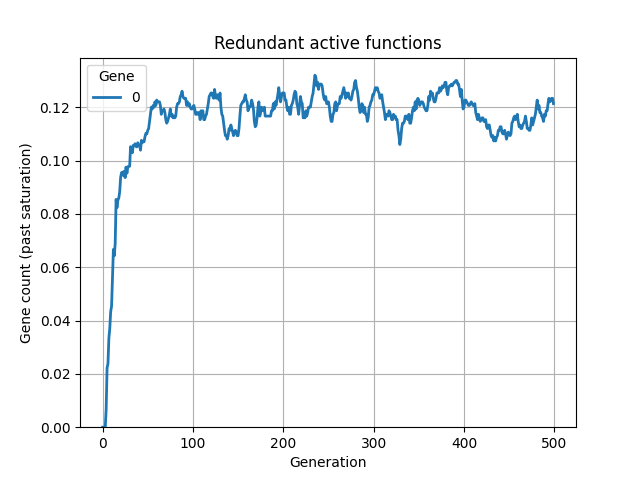 Redundant active functions
Gene
0
Gene count (past saturation)
0.12
0.10
0.08
0.06
0.04
0.02
0.00
0 100 200 300 400 500
Generation